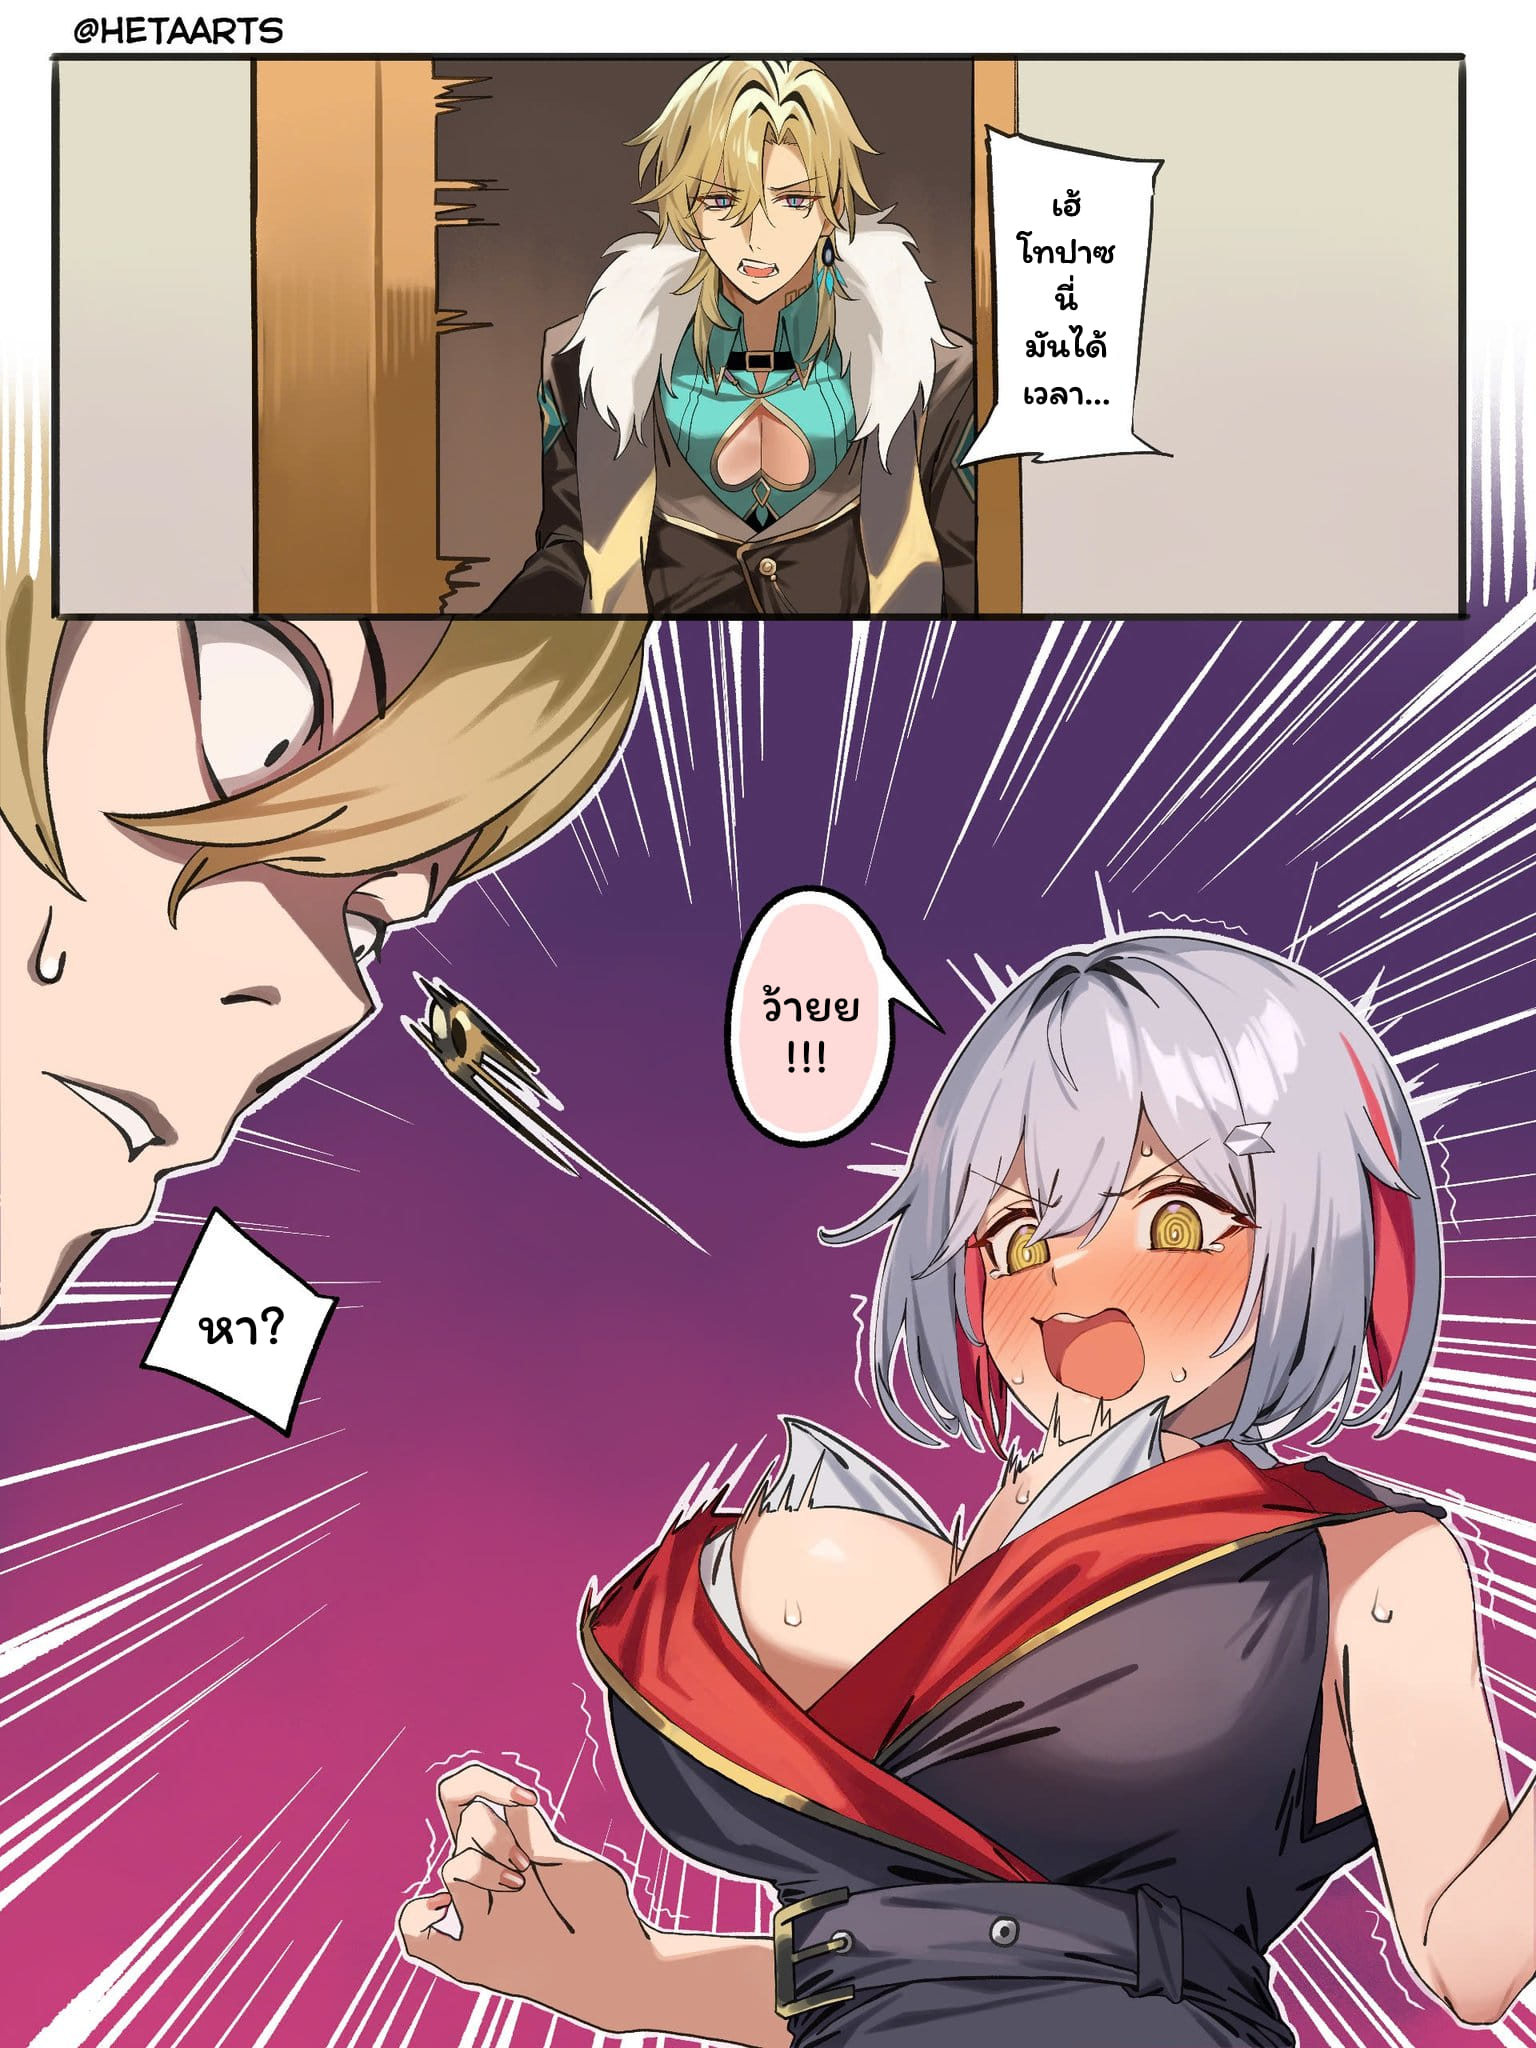 @HETAARTS
เฮ้
โทปาซ
นี่
มันได้
เวลา...
ว้ายย
!!!
หา?